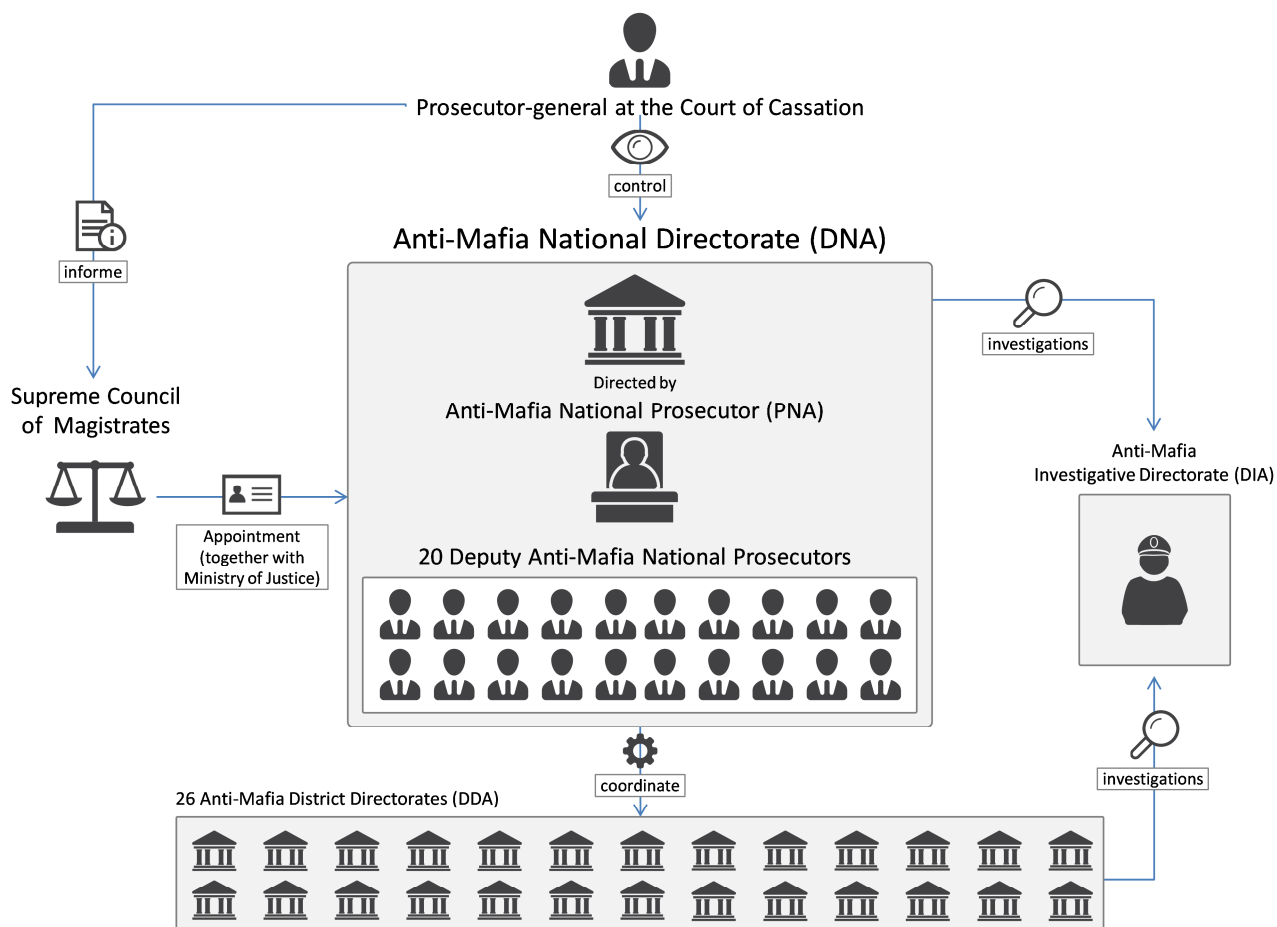 Prosecutor-general at the Court of Cassation
control
informe
Anti-Mafia National Directorate (DNA)
investigations
Directed by
Anti-Mafia National Prosecutor (PNA)
Supreme Council
of Magistrates
Appointment
(together with
Ministry of Justice)
Anti-Mafia
Investigative Directorate (DIA)
20 Deputy Anti-Mafia National Prosecutors
coordinate
investigations
26 Anti-Mafia District Directorates (DDA)